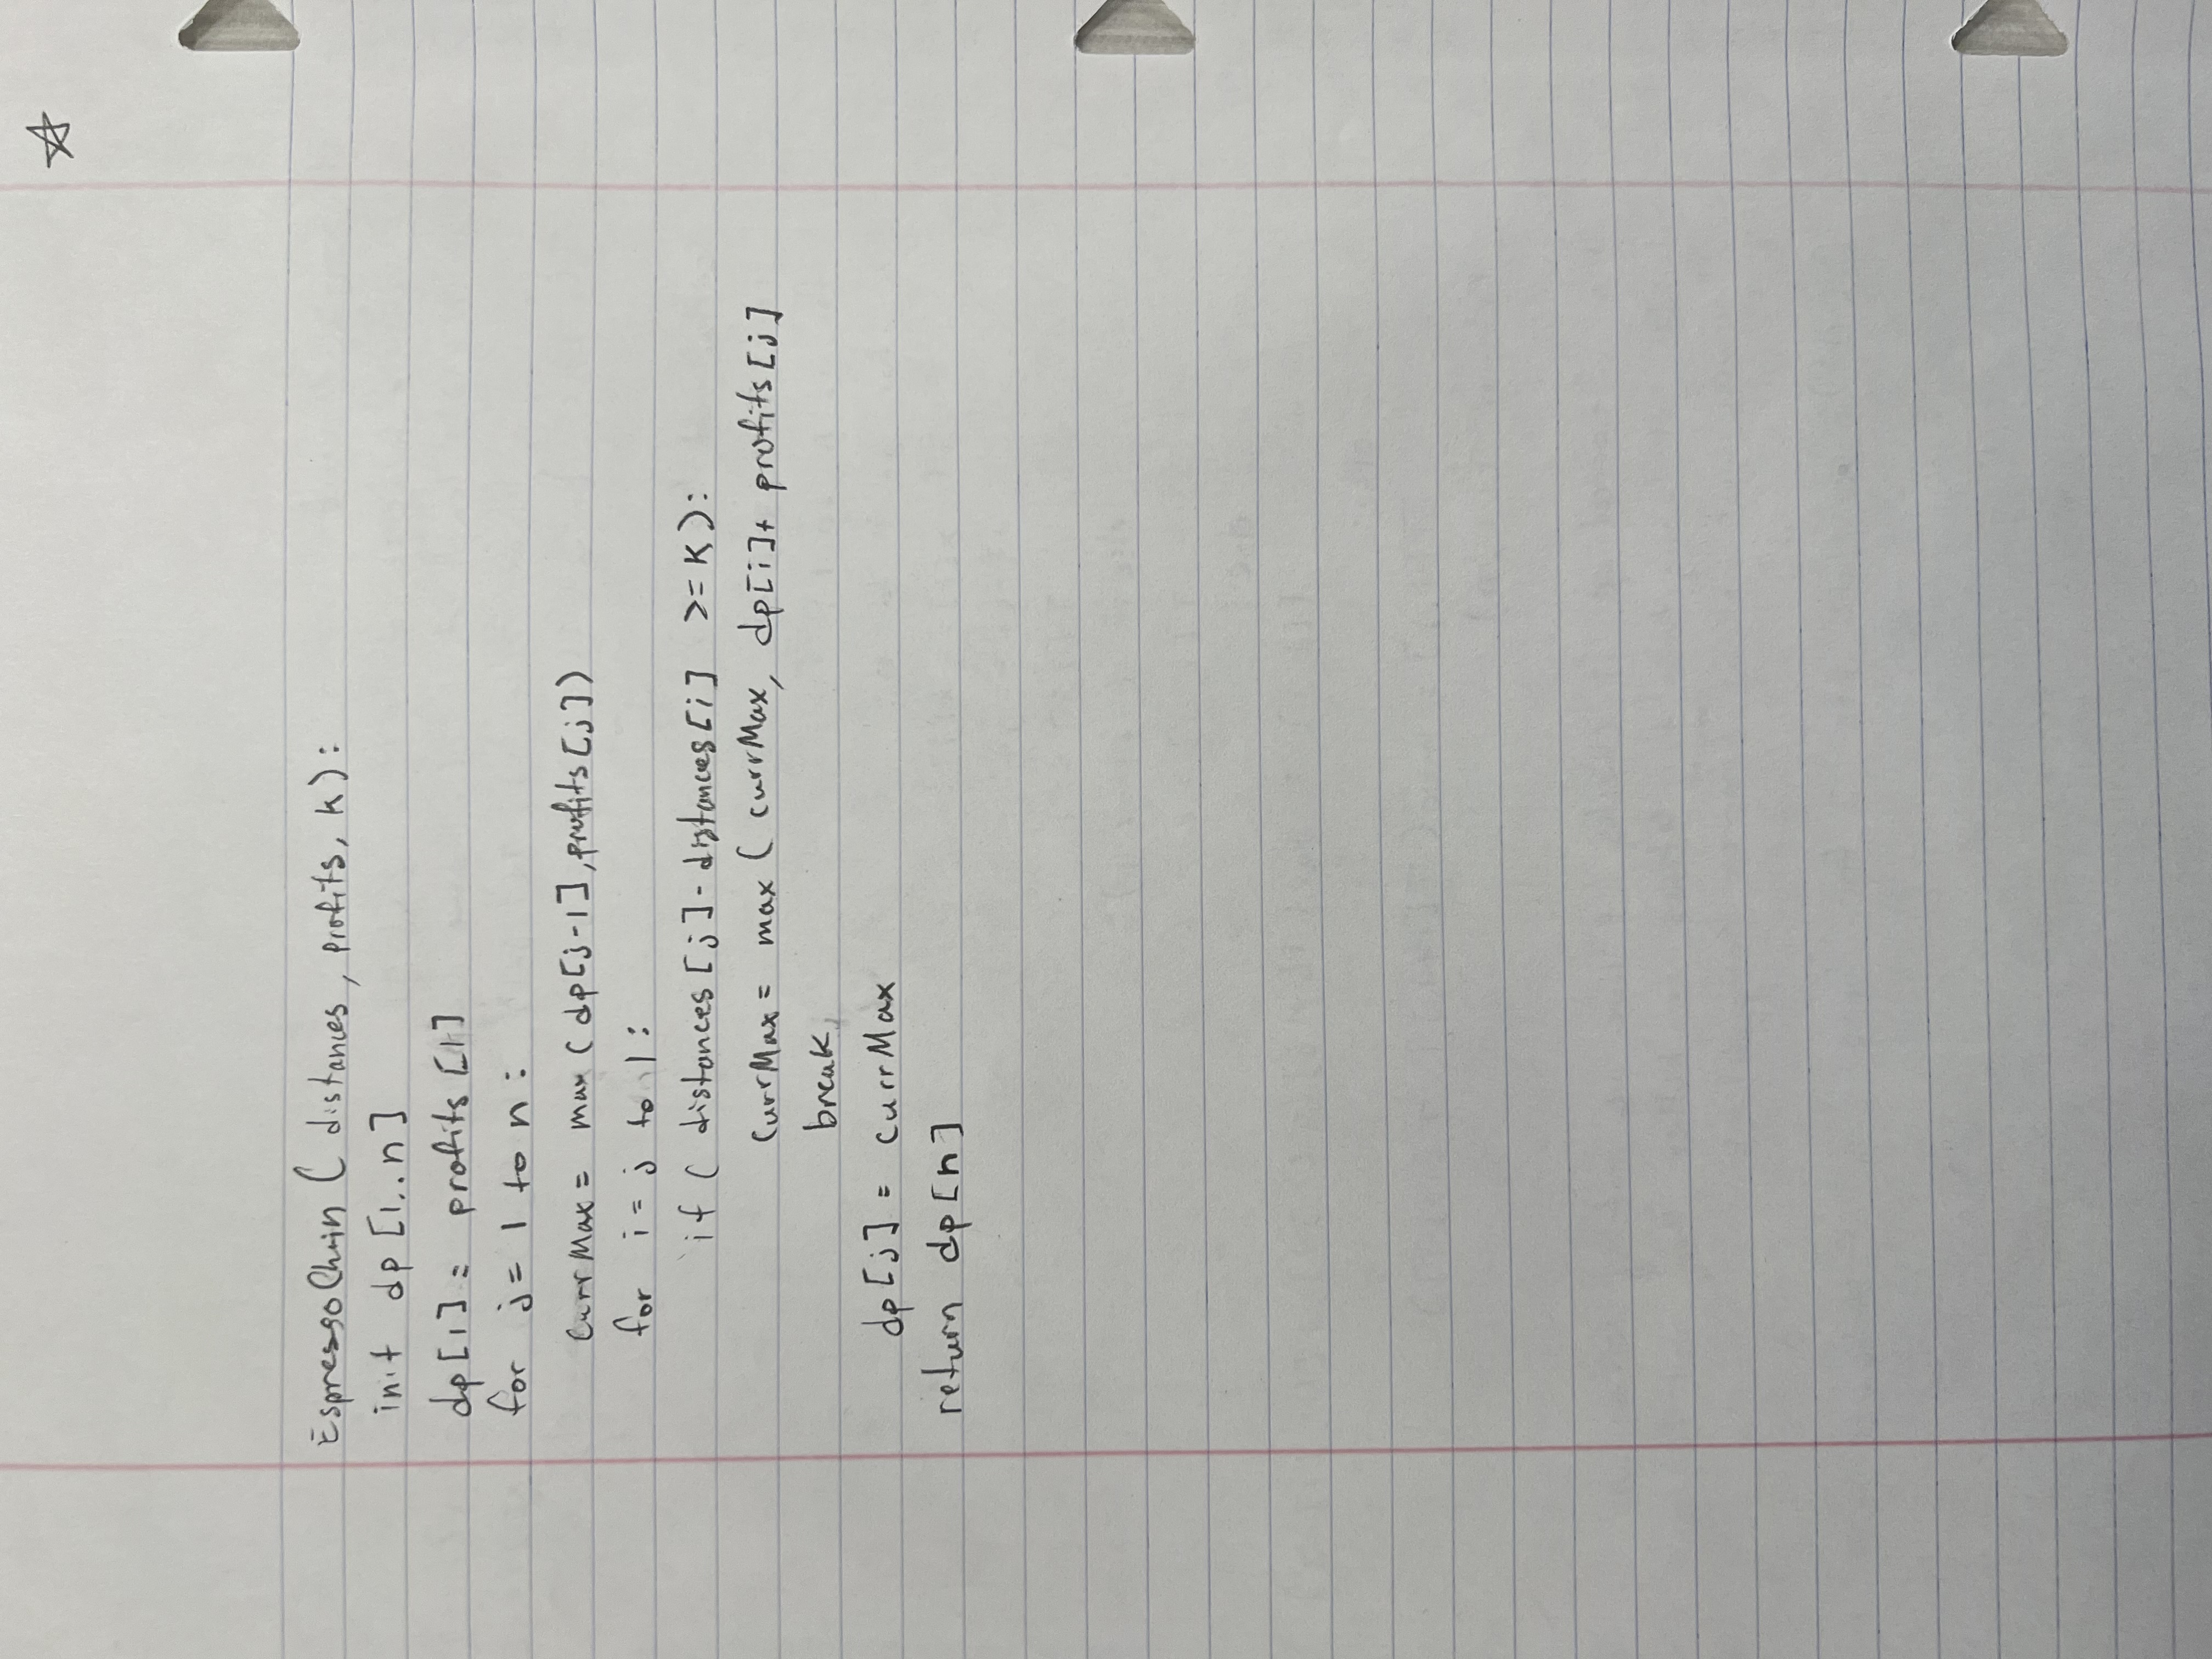 EspressoChain ( distances, profits, k):
init dp [1..n]
dp[1] = profits [1]
for j = 1 to n :
currMax = max ( dp[j-1], profits [j])
for i = j to 1 :
if ( distances [j] - distances [i] >= k ):
currMax = max ( currMax, dp[i] + profits [j]
break
dp[j] = currMax
return dp[n]